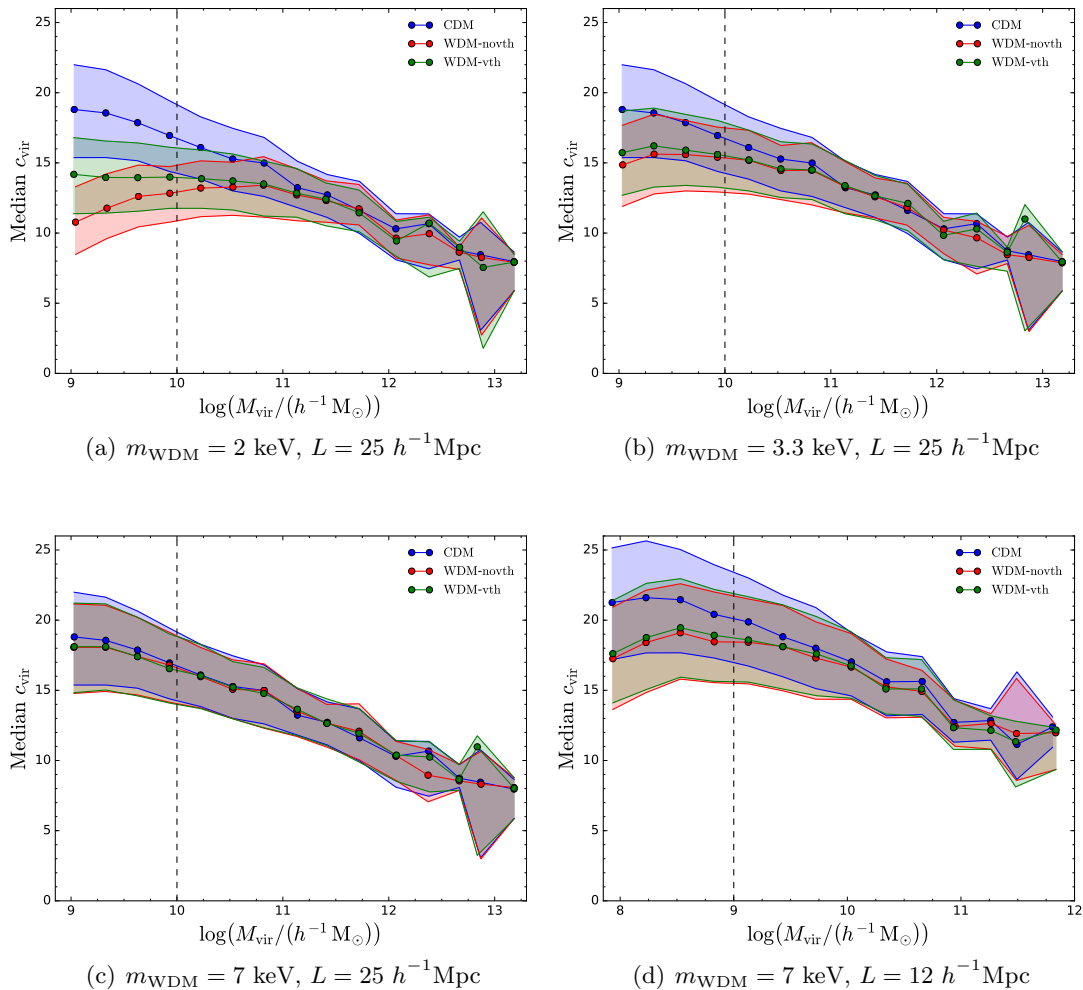 CDM
WDM-novth
WDM-vth
25
20
15
10
5
0
Median c_vir
9 10 11 12 13
log(M_vir/(h⁻¹ M_⊙))
(a) m_WDM = 2 keV, L = 25 h⁻¹Mpc
CDM
WDM-novth
WDM-vth
25
20
15
10
5
0
Median c_vir
9 10 11 12 13
log(M_vir/(h⁻¹ M_⊙))
(b) m_WDM = 3.3 keV, L = 25 h⁻¹Mpc
CDM
WDM-novth
WDM-vth
25
20
15
10
5
0
Median c_vir
9 10 11 12 13
log(M_vir/(h⁻¹ M_⊙))
(c) m_WDM = 7 keV, L = 25 h⁻¹Mpc
CDM
WDM-novth
WDM-vth
25
20
15
10
5
0
Median c_vir
8 9 10 11 12
log(M_vir/(h⁻¹ M_⊙))
(d) m_WDM = 7 keV, L = 12 h⁻¹Mpc